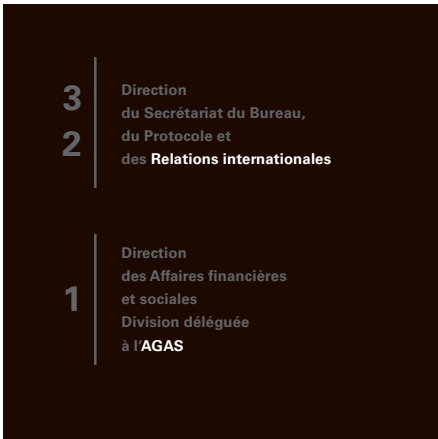 3
2
Direction
du Secrétariat du Bureau,
du Protocole et
des Relations internationales
1
Direction
des Affaires financières
et sociales
Division déléguée
à l'AGAS